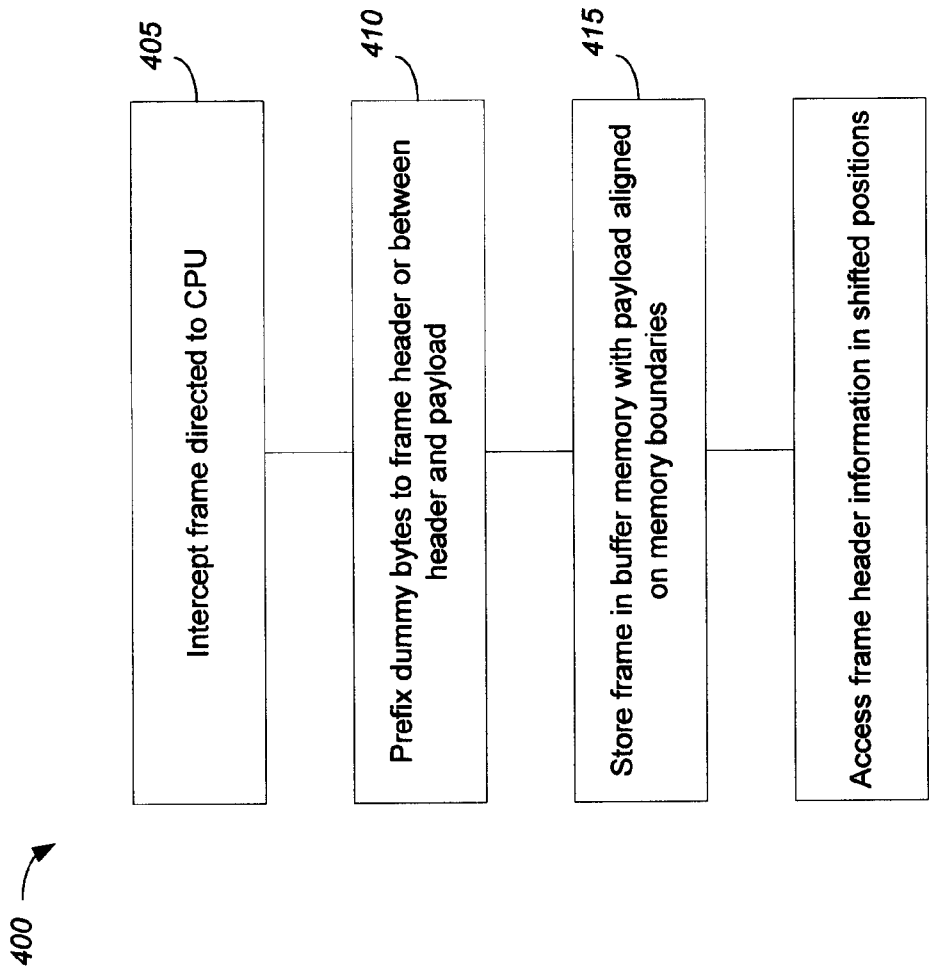 400
405
Intercept frame directed to CPU
410
Prefix dummy bytes to frame header or between
header and payload
415
Store frame in buffer memory with payload aligned
on memory boundaries
Access frame header information in shifted positions